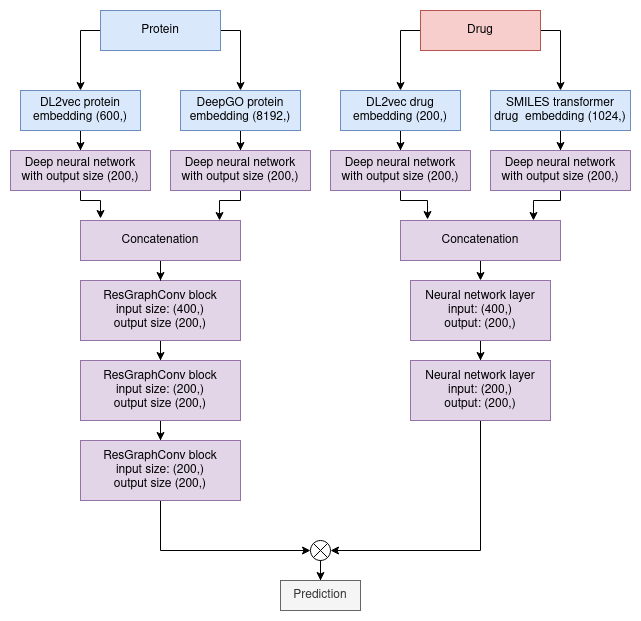 Protein
Drug
DL2vec protein
embedding (600,)
DeepGO protein
embedding (8192,)
DL2vec drug
embedding (200,)
SMILES transformer
drug embedding (1024,)
Deep neural network
with output size (200,)
Deep neural network
with output size (200,)
Deep neural network
with output size (200,)
Deep neural network
with output size (200,)
Concatenation
Concatenation
ResGraphConv block
input size: (400,)
output size (200,)
Neural network layer
input: (400,)
output: (200,)
ResGraphConv block
input size: (200,)
output size (200,)
Neural network layer
input: (200,)
output: (200,)
ResGraphConv block
input size: (200,)
output size (200,)
Prediction